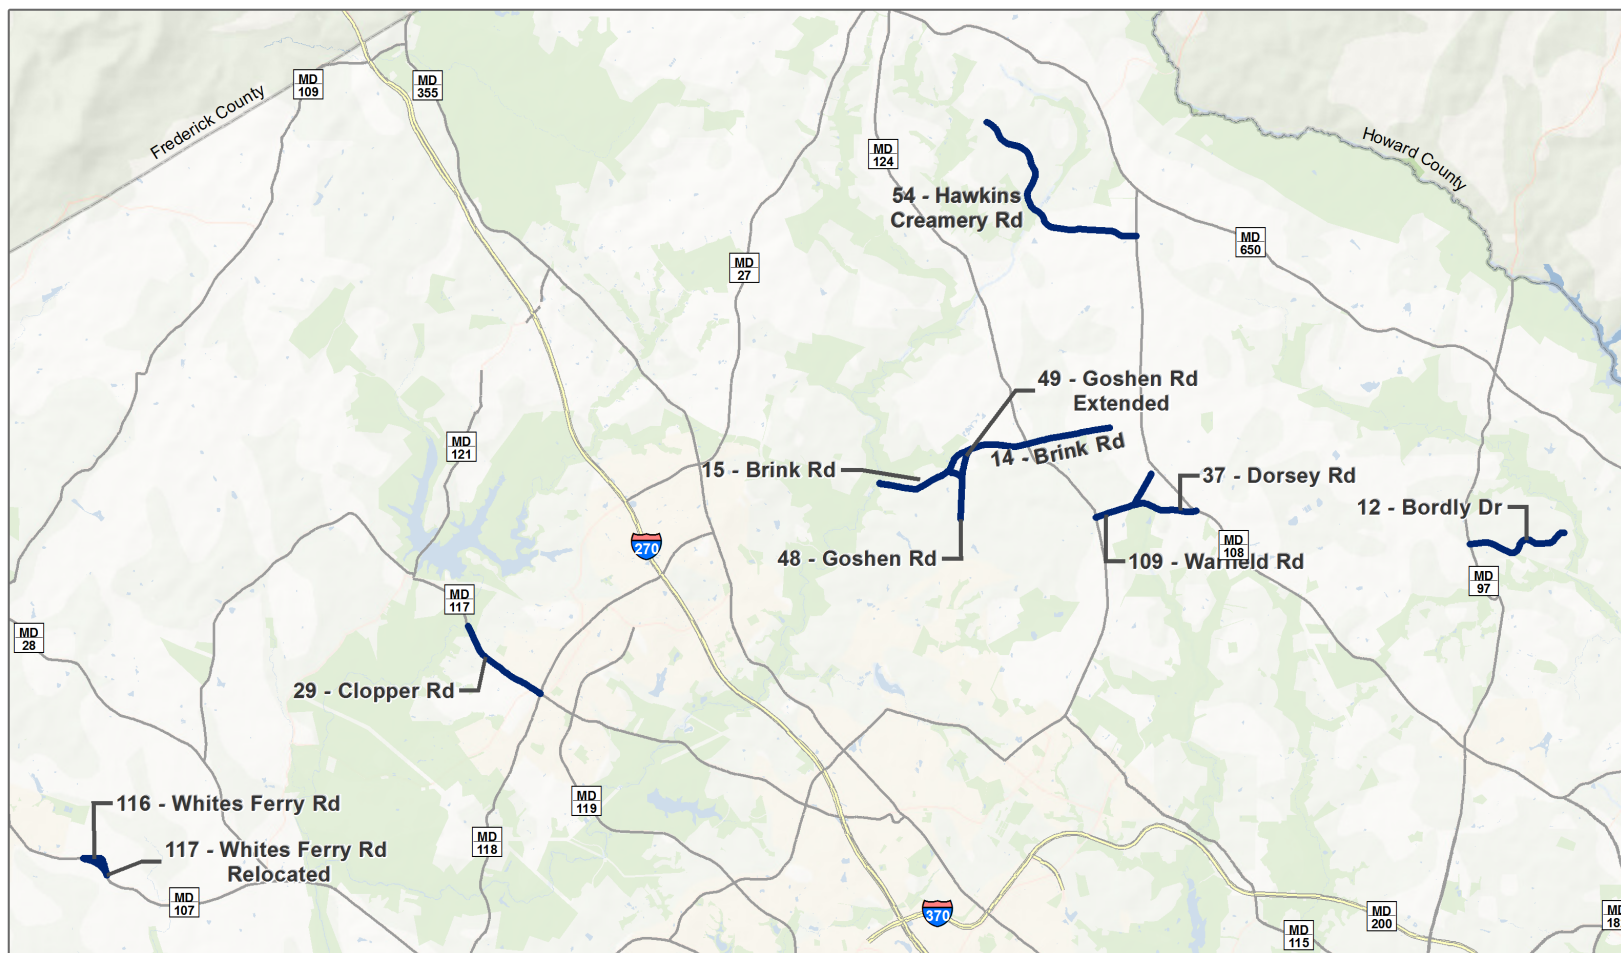 MD
109
MD
355
Frederick County
MD
124
Howard County
54 - Hawkins
Creamery Rd
MD
650
MD
27
49 - Goshen Rd
Extended
MD
121
15 - Brink Rd
14 - Brink Rd
37 - Dorsey Rd
12 - Bordly Dr
270
48 - Goshen Rd
MD
108
109 - Warfield Rd
MD
97
MD
117
MD
28
29 - Clopper Rd
116 - Whites Ferry Rd
MD
119
117 - Whites Ferry Rd
Relocated
MD
118
MD
107
370
MD
200
MD
115